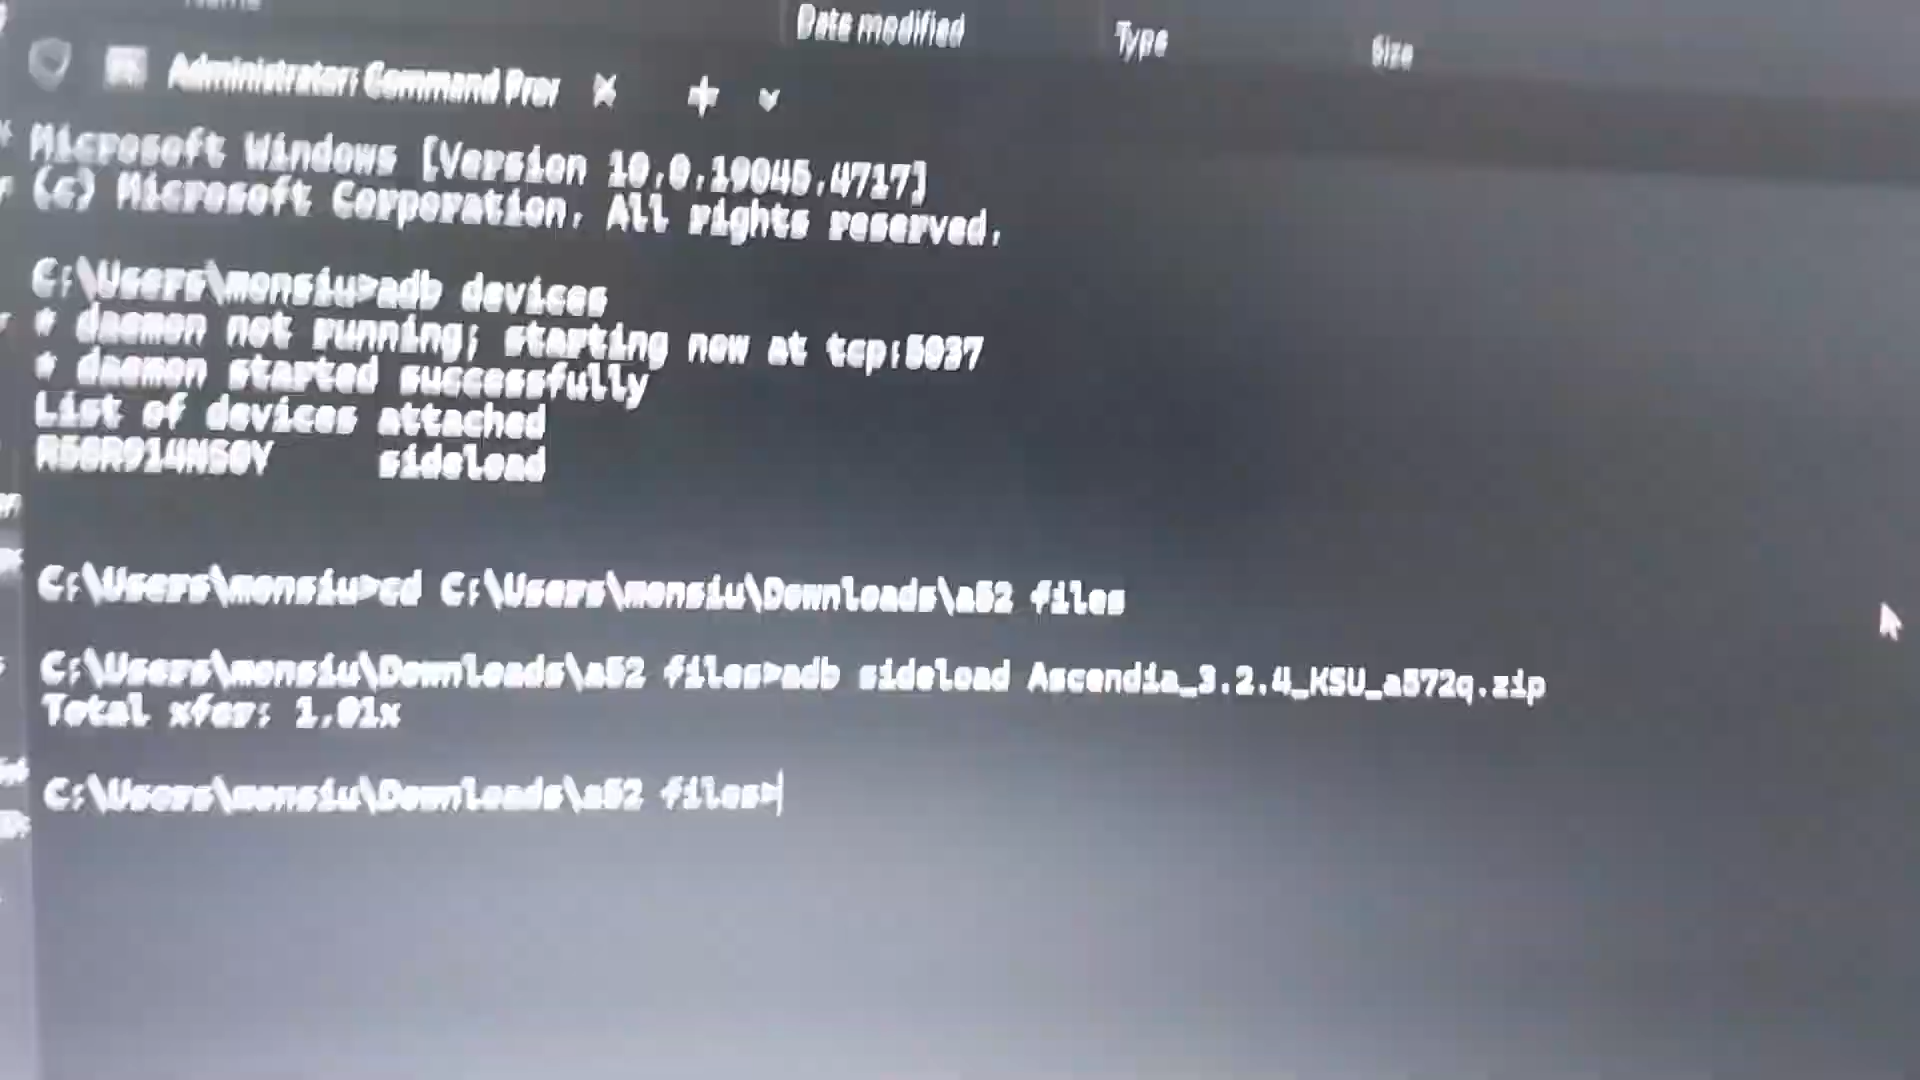 Date modified
Type
Size
Administrator: Command Pror
Microsoft Windows [Version 10.0.19045.4717]
(c) Microsoft Corporation. All rights reserved.
C:\Users\monsiu>adb devices
* daemon not running; starting now at tcp:5037
* daemon started successfully
List of devices attached
sideload
C:\Users\monsiu>cd C:\Users\monsiu\Downloads\a52 files
C:\Users\monsiu\Downloads\a52 files>adb sideload Ascendia_3.2.4_KSU_a572q.zip
Total xfer: 1.01x
C:\Users\monsiu\Downloads\a52 files>